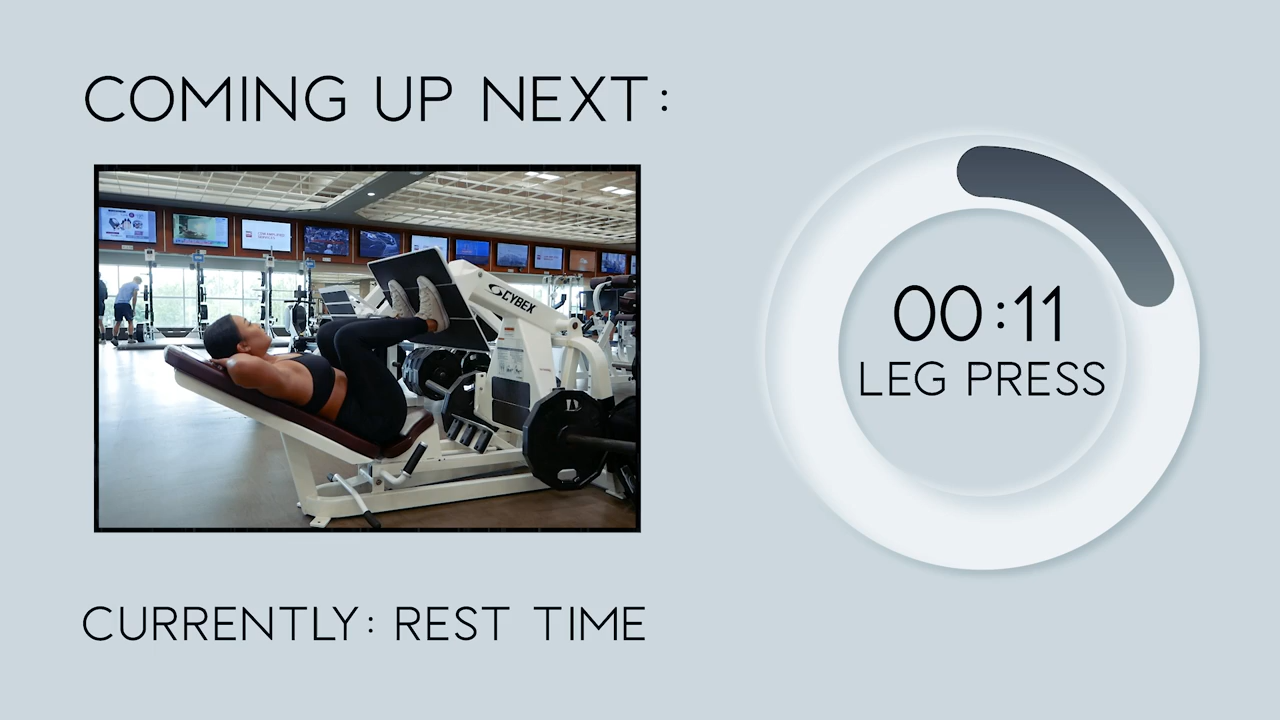 COMING UP NEXT:
CYBEX
00:11
LEG PRESS
CURRENTLY: REST TIME